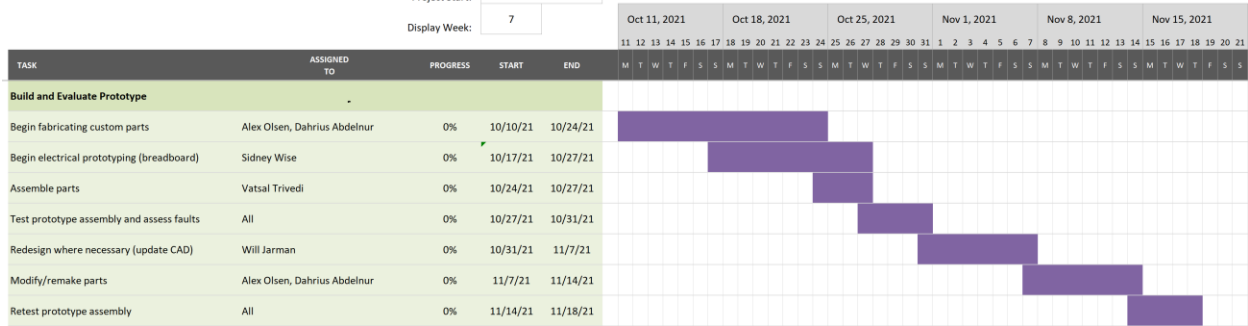 Project Start:
Display Week: 7
Oct 11, 2021 Oct 18, 2021 Oct 25, 2021 Nov 1, 2021 Nov 8, 2021 Nov 15, 2021
11 12 13 14 15 16 17 18 19 20 21 22 23 24 25 26 27 28 29 30 31 1 2 3 4 5 6 7 8 9 10 11 12 13 14 15 16 17 18 19 20 21
TASK ASSIGNED TO PROGRESS START END M T W T F S S M T W T F S S M T W T F S S M T W T F S S M T W T F S S M T W T F S S
Build and Evaluate Prototype
Begin fabricating custom parts Alex Olsen, Dahrius Abdelnur 0% 10/10/21 10/24/21
Begin electrical prototyping (breadboard) Sidney Wise 0% 10/17/21 10/27/21
Assemble parts Vatsal Trivedi 0% 10/24/21 10/27/21
Test prototype assembly and assess faults All 0% 10/27/21 10/31/21
Redesign where necessary (update CAD) Will Jarman 0% 10/31/21 11/7/21
Modify/remake parts Alex Olsen, Dahrius Abdelnur 0% 11/7/21 11/14/21
Retest prototype assembly All 0% 11/14/21 11/18/21